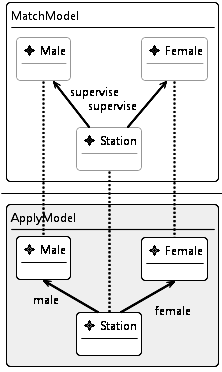 MatchModel
Male
Female
supervise
supervise
Station
ApplyModel
Male
Female
male
female
Station